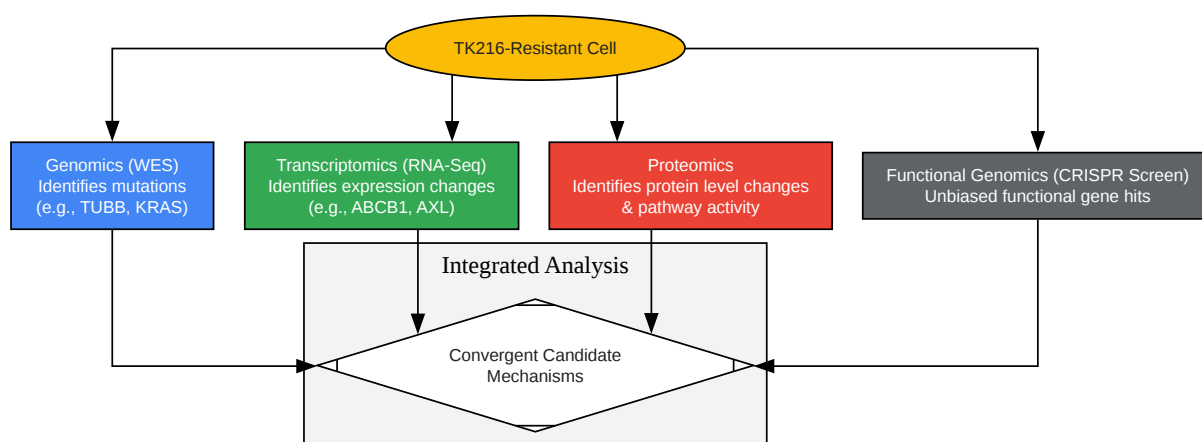 TK216-Resistant Cell
Genomics (WES)
Identifies mutations
(e.g., TUBB, KRAS)
Transcriptomics (RNA-Seq)
Identifies expression changes
(e.g., ABCB1, AXL)
Proteomics
Identifies protein level changes
& pathway activity
Functional Genomics (CRISPR Screen)
Unbiased functional gene hits
Integrated Analysis
Convergent Candidate
Mechanisms